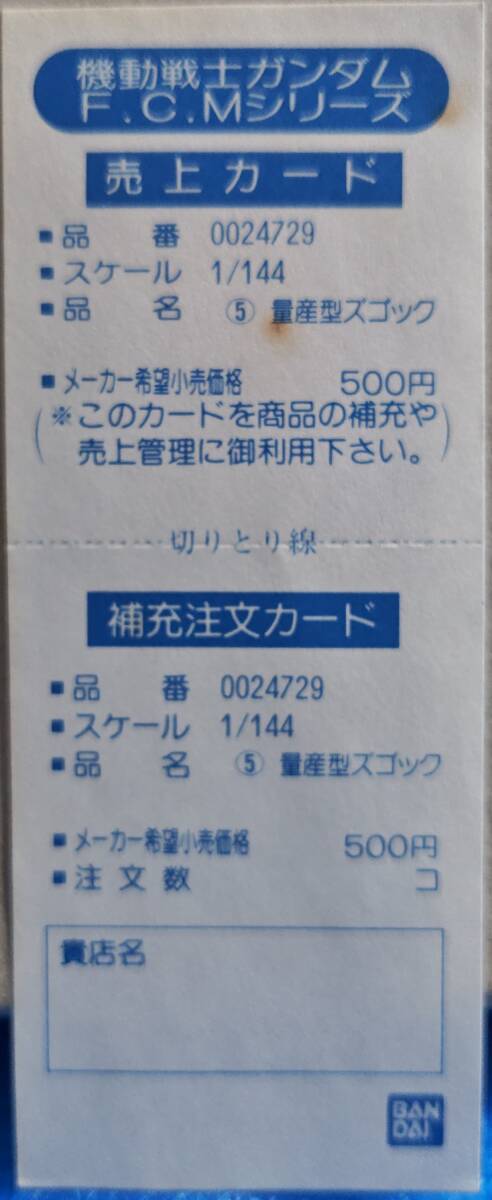 機動戦士ガンダム
F.C.Mシリーズ
売上カード
■品　番 0024729
■スケール 1/144
■品　名 ⑤ 量産型ズゴック
■メーカー希望小売価格 500円
(※このカードを商品の補充や
売上管理に御利用下さい。)
切りとり線
補充注文カード
■品　番 0024729
■スケール 1/144
■品　名 ⑤ 量産型ズゴック
■メーカー希望小売価格 500円
■注文数 コ
貴店名
BAN
DAI